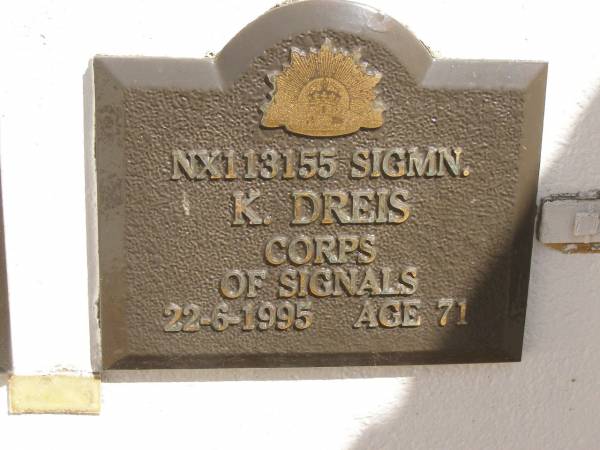 NX113155 SIGMN.
K. DREIS
CORPS
OF SIGNALS
22-6-1995 AGE 71